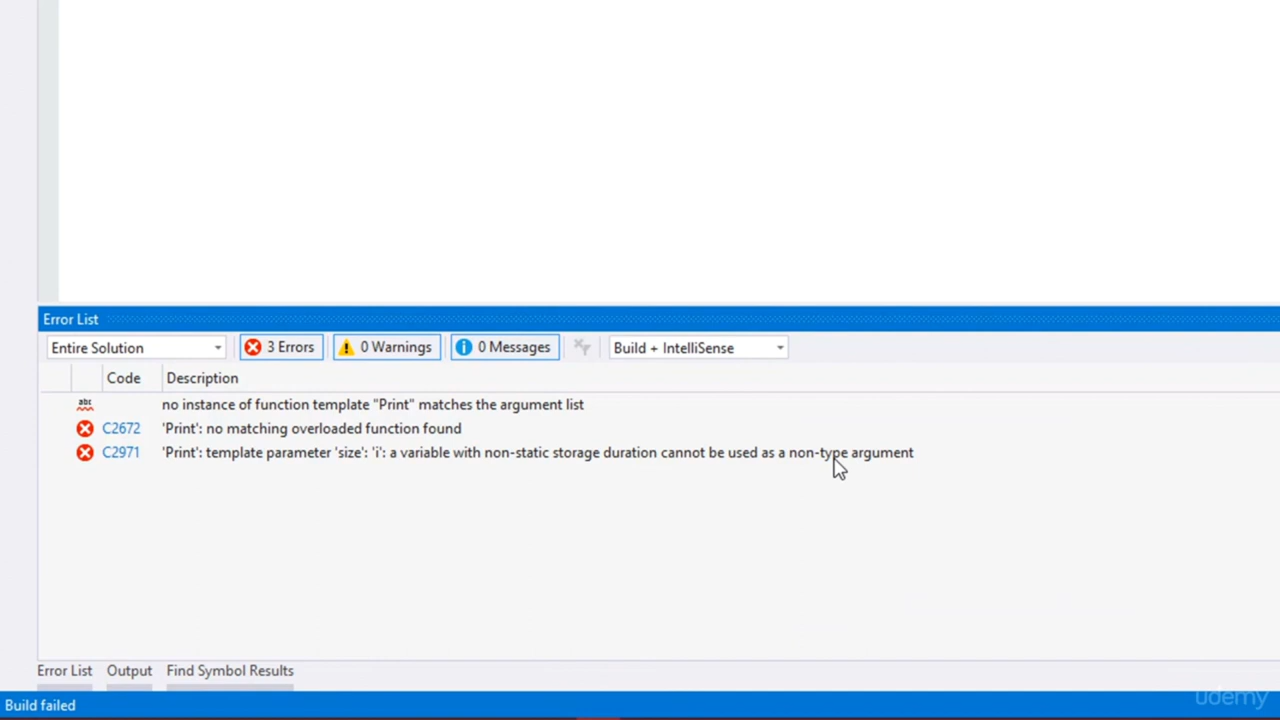 Error List
Entire Solution 3 Errors 0 Warnings 0 Messages Build + IntelliSense
Code Description
abc no instance of function template "Print" matches the argument list
C2672 'Print': no matching overloaded function found
C2971 'Print': template parameter 'size': 'i': a variable with non-static storage duration cannot be used as a non-type argument
Error List Output Find Symbol Results
Build failed
udemy